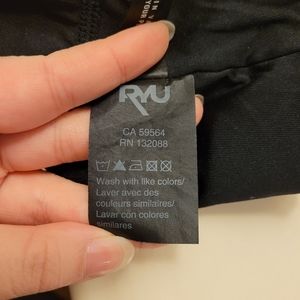 RYU
CA 59564
RN 132088
Wash with like colors/
Laver avec des
couleurs similaires/
Lavar con colores
similares